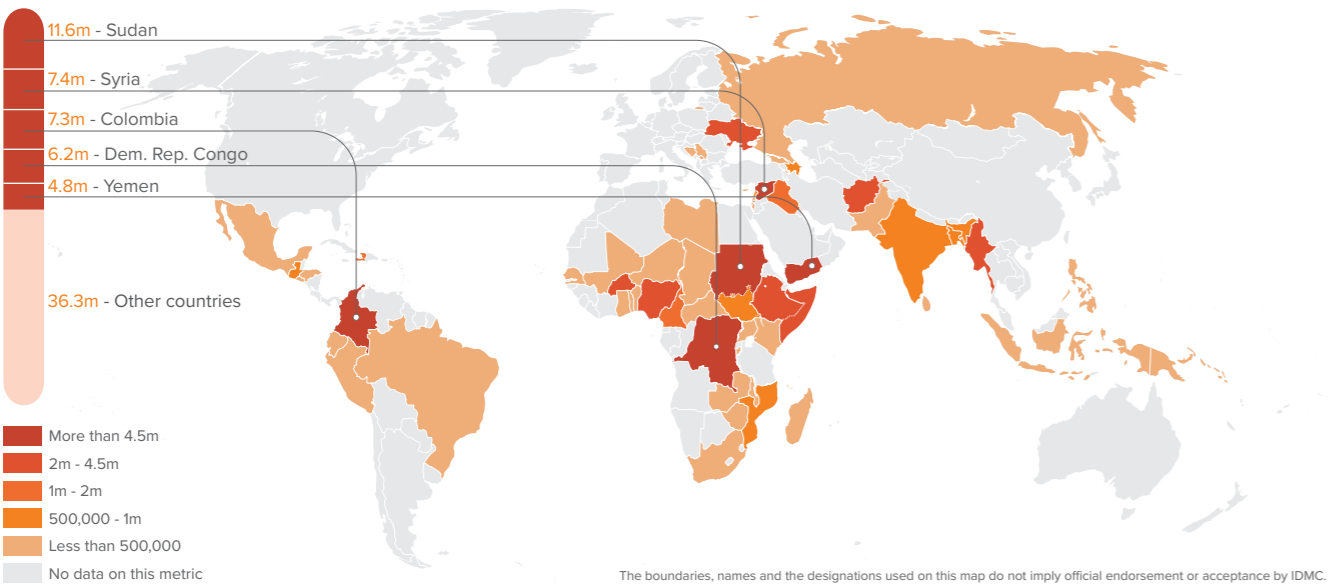 11.6m - Sudan
7.4m - Syria
7.3m - Colombia
6.2m - Dem. Rep. Congo
4.8m - Yemen
36.3m - Other countries
More than 4.5m
2m - 4.5m
1m - 2m
500,000 - 1m
Less than 500,000
No data on this metric
The boundaries, names and the designations used on this map do not imply official endorsement or acceptance by IDMC.